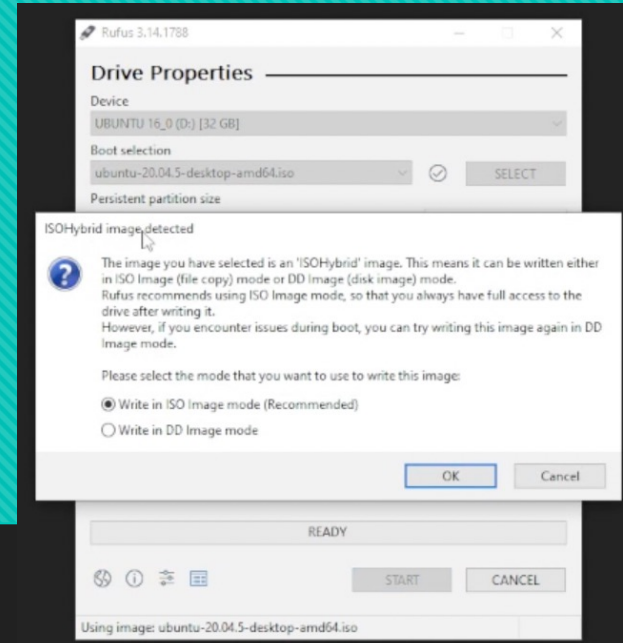 Rufus 3.14.1788
Drive Properties
Device
UBUNTU 16_0 (D:) [32 GB]
Boot selection
ubuntu-20.04.5-desktop-amd64.iso
SELECT
Persistent partition size
ISOHybrid image detected
The image you have selected is an 'ISOHybrid' image. This means it can be written either
in ISO Image (file copy) mode or DD Image (disk image) mode.
Rufus recommends using ISO Image mode, so that you always have full access to the
drive after writing it.
However, if you encounter issues during boot, you can try writing this image again in DD
Image mode.
Please select the mode that you want to use to write this image:
Write in ISO Image mode (Recommended)
Write in DD Image mode
OK Cancel
READY
START CANCEL
Using image: ubuntu-20.04.5-desktop-amd64.iso